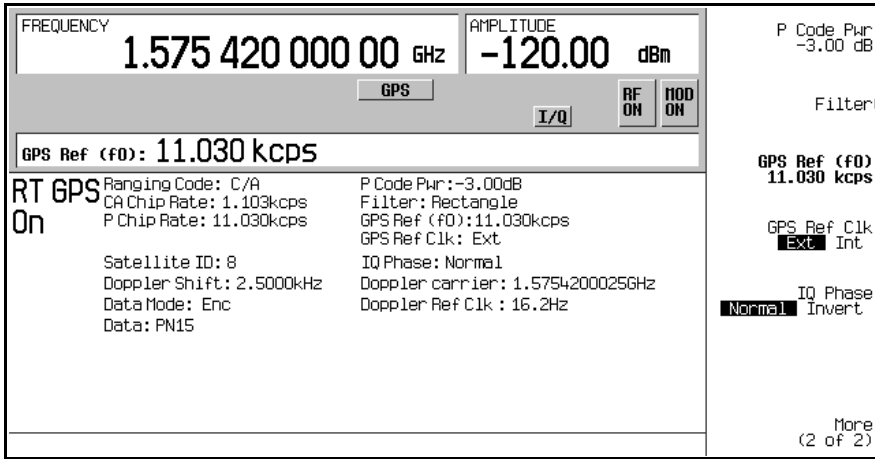 FREQUENCY
1.575 420 000 00 GHz
AMPLITUDE
-120.00 dBm
GPS
I/Q
RF ON
MOD ON
GPS Ref (f0): 11.030 kcps
RT GPS On
Ranging Code: C/A
CA Chip Rate: 1.103kcps
P Chip Rate: 11.030kcps
P Code Pwr:-3.00dB
Filter: Rectangle
GPS Ref (f0):11.030kcps
GPS Ref Clk: Ext
Satellite ID: 8
Doppler Shift: 2.5000kHz
Data Mode: Enc
Data: PN15
IQ Phase: Normal
Doppler carrier: 1.5754200025GHz
Doppler Ref Clk : 16.2Hz
P Code Pwr
-3.00 dB
Filter
GPS Ref (f0)
11.030 kcps
GPS Ref Clk
Ext Int
IQ Phase
Normal Invert
More
(2 of 2)